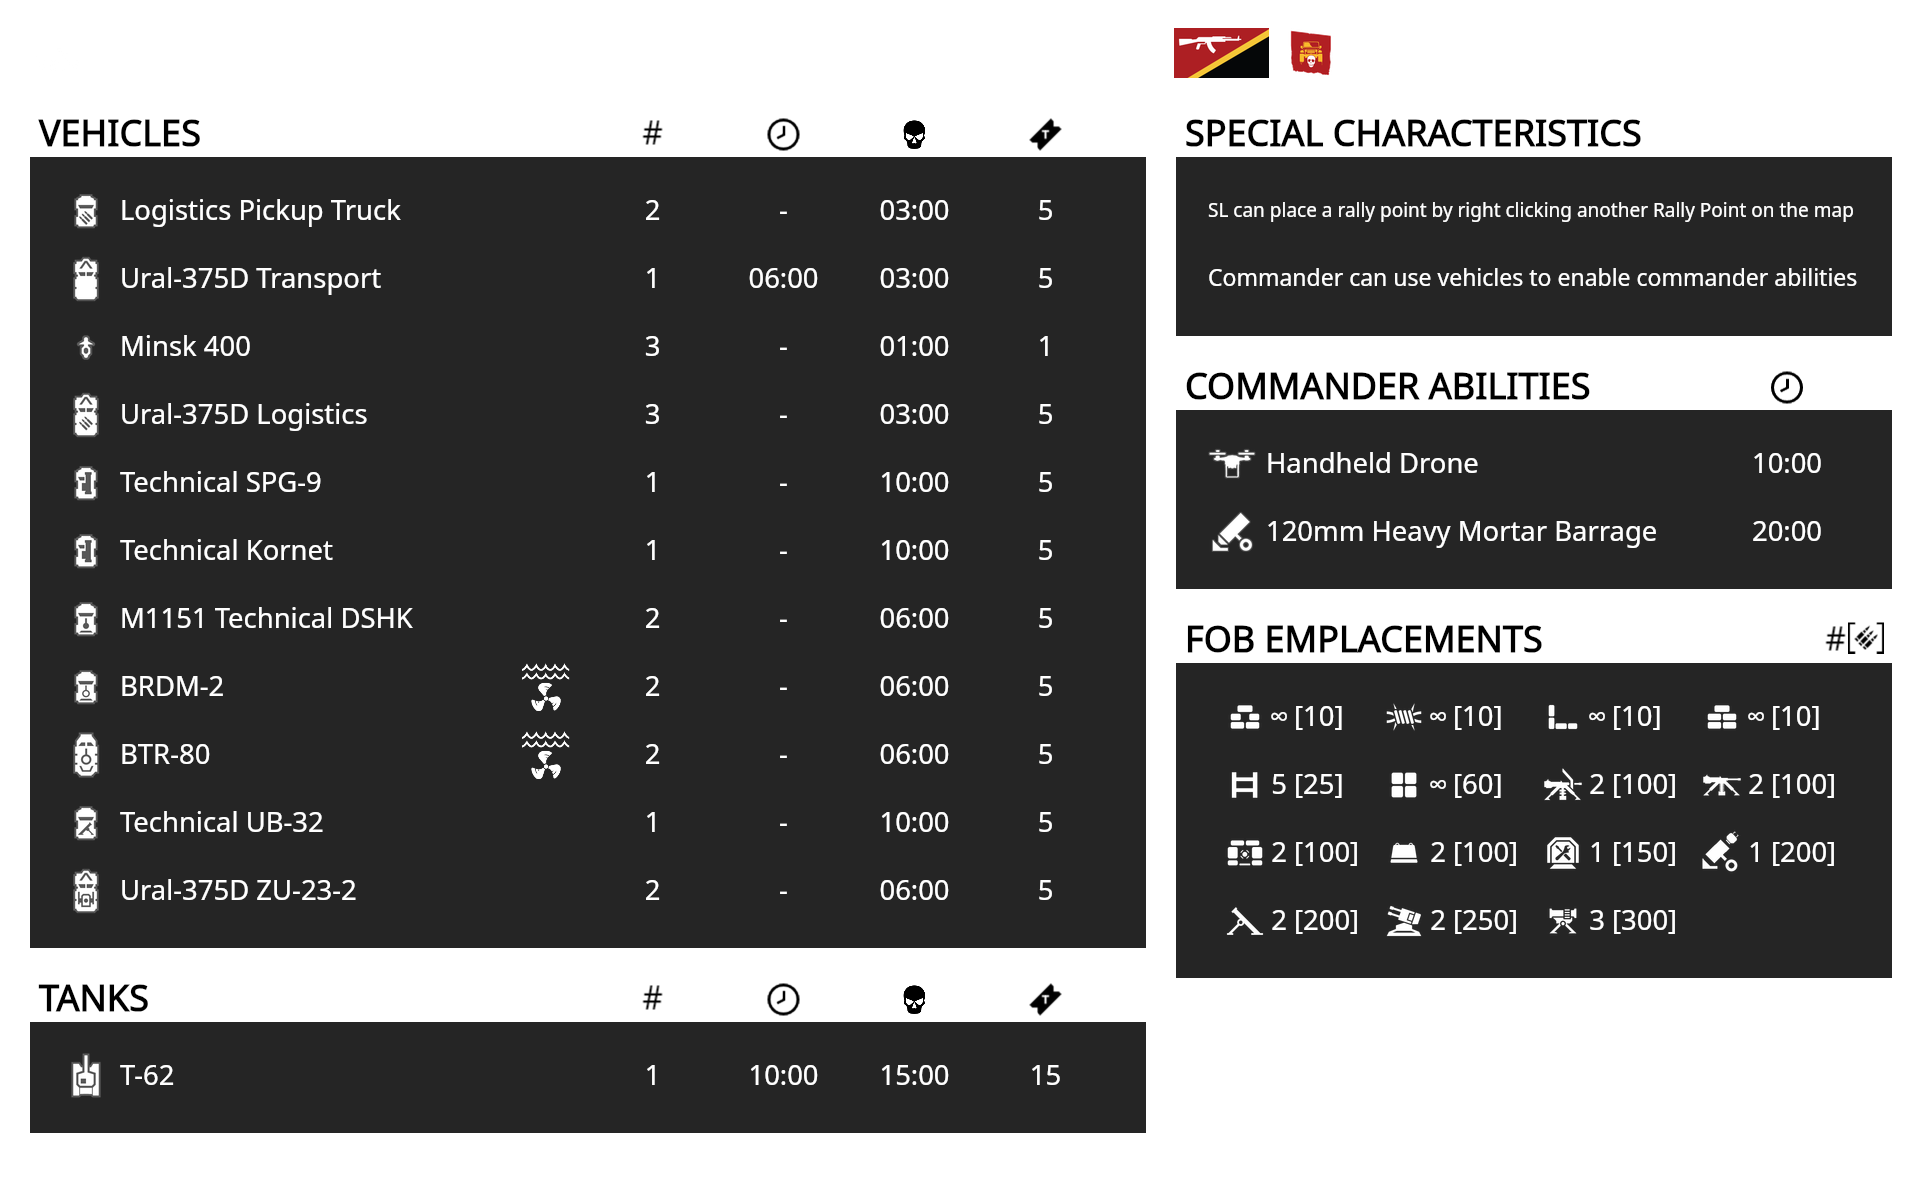 VEHICLES #
Logistics Pickup Truck 2 - 03:00 5
Ural-375D Transport 1 06:00 03:00 5
Minsk 400 3 - 01:00 1
Ural-375D Logistics 3 - 03:00 5
Technical SPG-9 1 - 10:00 5
Technical Kornet 1 - 10:00 5
M1151 Technical DSHK 2 - 06:00 5
BRDM-2 2 - 06:00 5
BTR-80 2 - 06:00 5
Technical UB-32 1 - 10:00 5
Ural-375D ZU-23-2 2 - 06:00 5
TANKS #
T-62 1 10:00 15:00 15
SPECIAL CHARACTERISTICS
SL can place a rally point by right clicking another Rally Point on the map
Commander can use vehicles to enable commander abilities
COMMANDER ABILITIES
Handheld Drone 10:00
120mm Heavy Mortar Barrage 20:00
FOB EMPLACEMENTS #[]
∞ [10] ∞ [10] ∞ [10] ∞ [10]
5 [25] ∞ [60] 2 [100] 2 [100]
2 [100] 2 [100] 1 [150] 1 [200]
2 [200] 2 [250] 3 [300]